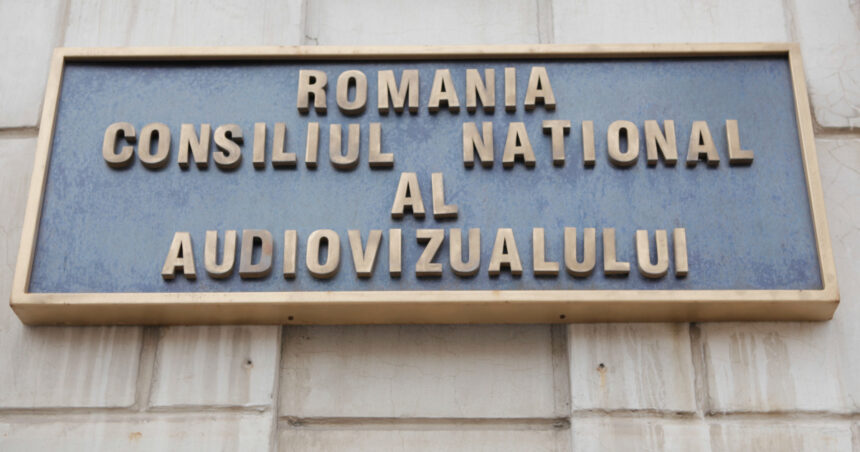 ROMANIA
CONSILIUL NATIONAL
AL
AUDIOVIZUALULUI